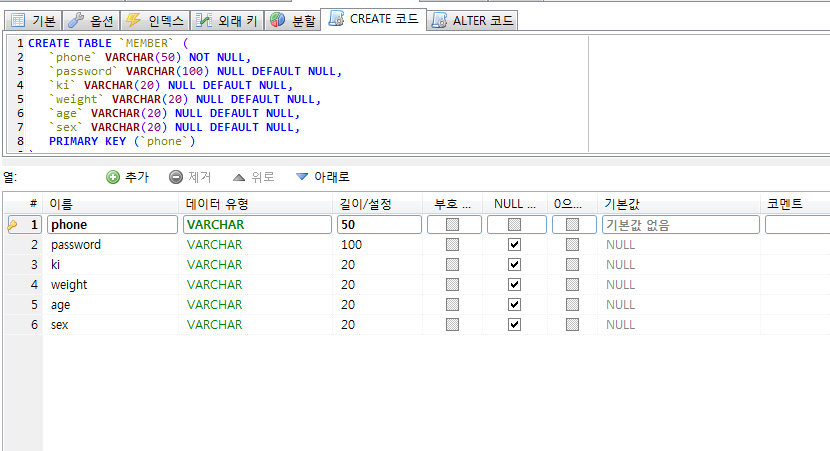 기본 옵션 인덱스 외래 키 분할 CREATE 코드 ALTER 코드
1 CREATE TABLE `MEMBER` (
2 `phone` VARCHAR(50) NOT NULL,
3 `password` VARCHAR(100) NULL DEFAULT NULL,
4 `ki` VARCHAR(20) NULL DEFAULT NULL,
5 `weight` VARCHAR(20) NULL DEFAULT NULL,
6 `age` VARCHAR(20) NULL DEFAULT NULL,
7 `sex` VARCHAR(20) NULL DEFAULT NULL,
8 PRIMARY KEY (`phone`)
열: 추가 제거 위로 아래로
# 이름 데이터 유형 길이/설정 부호 ... NULL ... 0으... 기본값 코멘트
1 phone VARCHAR 50 기본값 없음
2 password VARCHAR 100 NULL
3 ki VARCHAR 20 NULL
4 weight VARCHAR 20 NULL
5 age VARCHAR 20 NULL
6 sex VARCHAR 20 NULL